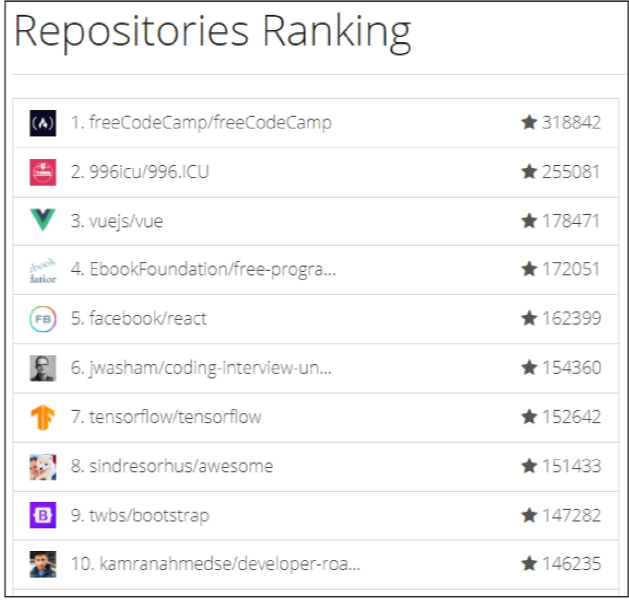 Repositories Ranking
1. freeCodeCamp/freeCodeCamp ★ 318842
2. 996icu/996.ICU ★ 255081
3. vuejs/vue ★ 178471
4. EbookFoundation/free-progra... ★ 172051
FB 5. facebook/react ★ 162399
6. jwasham/coding-interview-un... ★ 154360
7. tensorflow/tensorflow ★ 152642
8. sindresorhus/awesome ★ 151433
B 9. twbs/bootstrap ★ 147282
10. kamranahmedse/developer-roa... ★ 146235